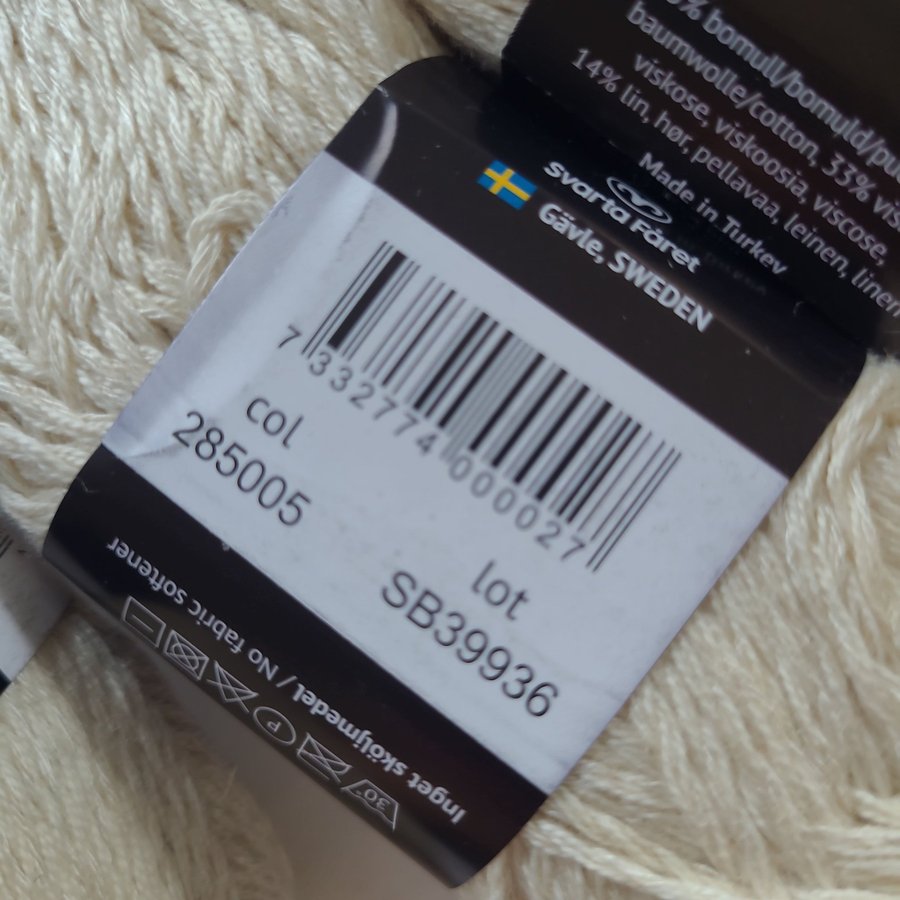 % bomull/bomuld/puu
baumwolle/cotton, 33% vis
viskose, viskoosia, viscose,
14% lin, hør, pellavaa, leinen, linen
Made in Turkey
Svarta Fåret
Gävle, SWEDEN
7 332774 000027
col
285005
lot
SB39936
Inget sköljmedel / No fabric softener
P
30°